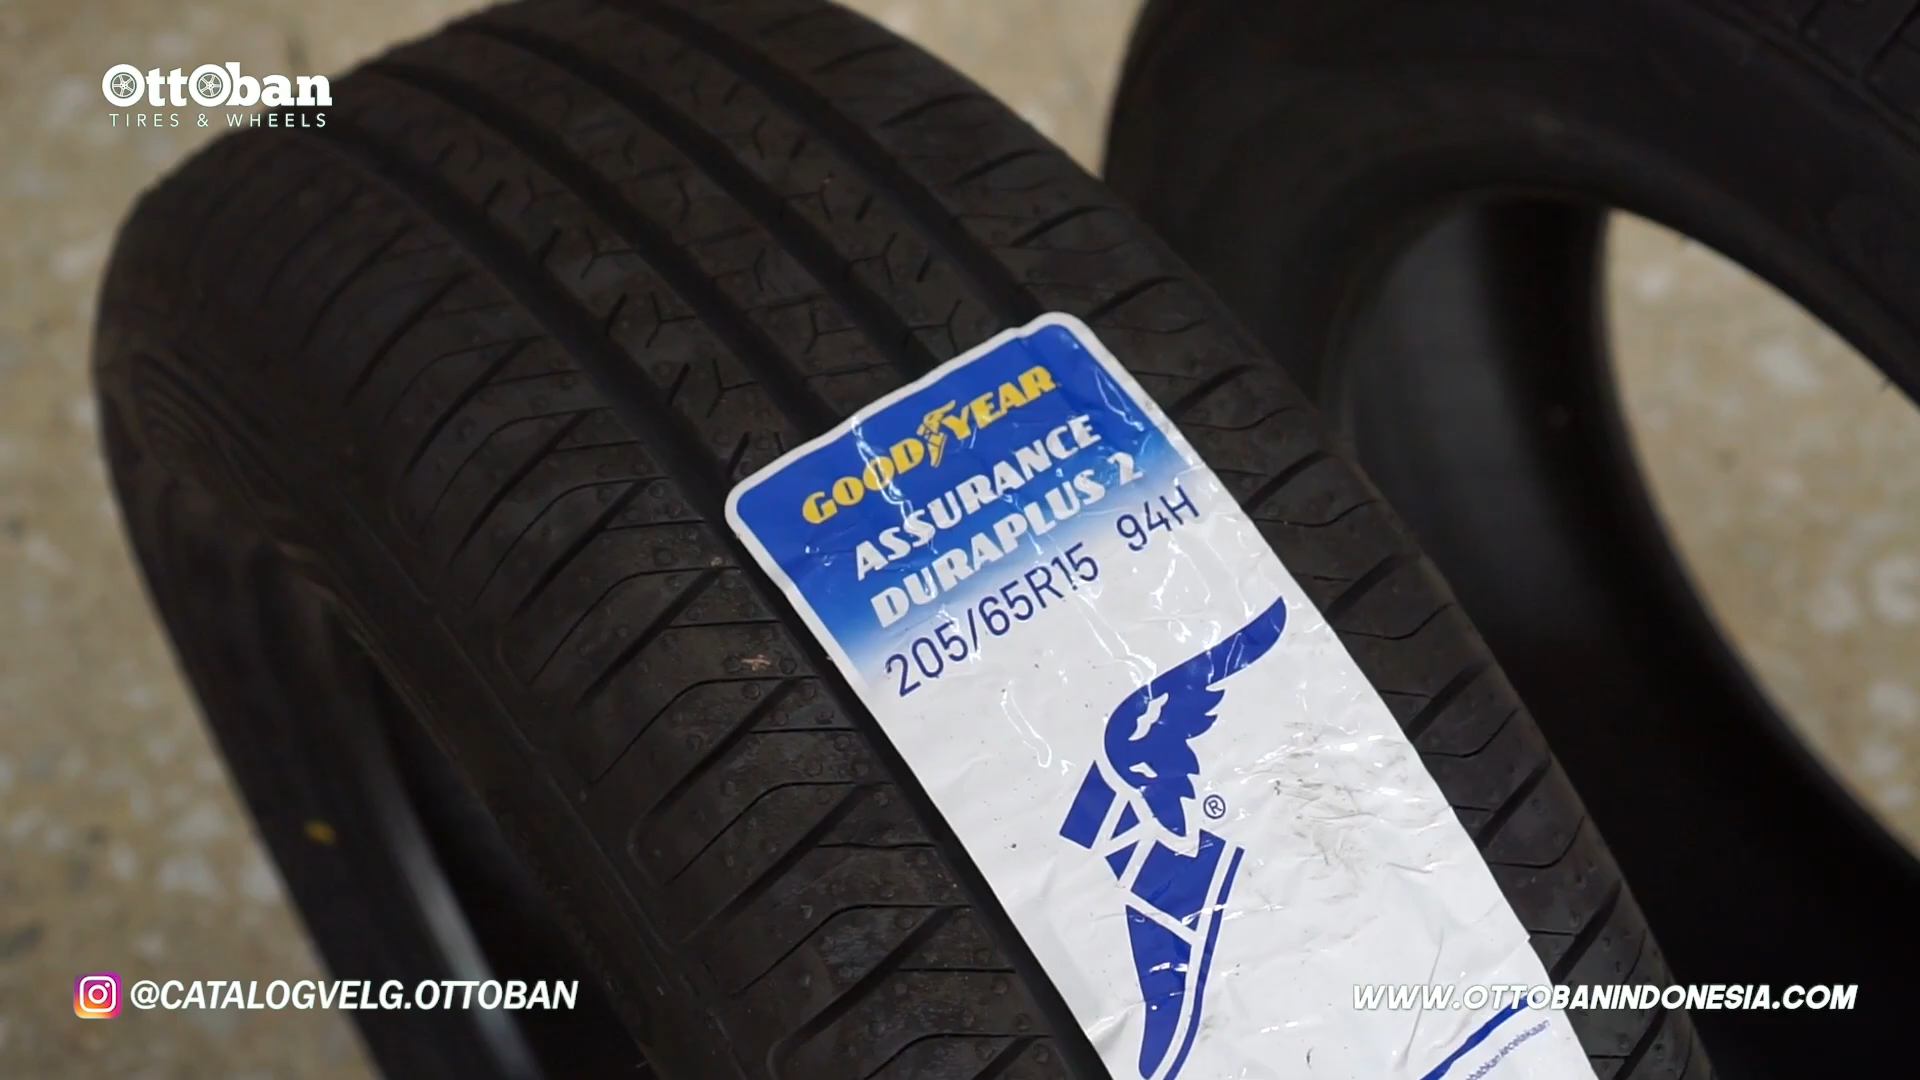 OttOban
TIRES & WHEELS
GOODYEAR
ASSURANCE
DURAPLUS 2
205/65R15 94H
®
@CATALOGVELG.OTTOBAN
WWW.OTTOBANINDONESIA.COM